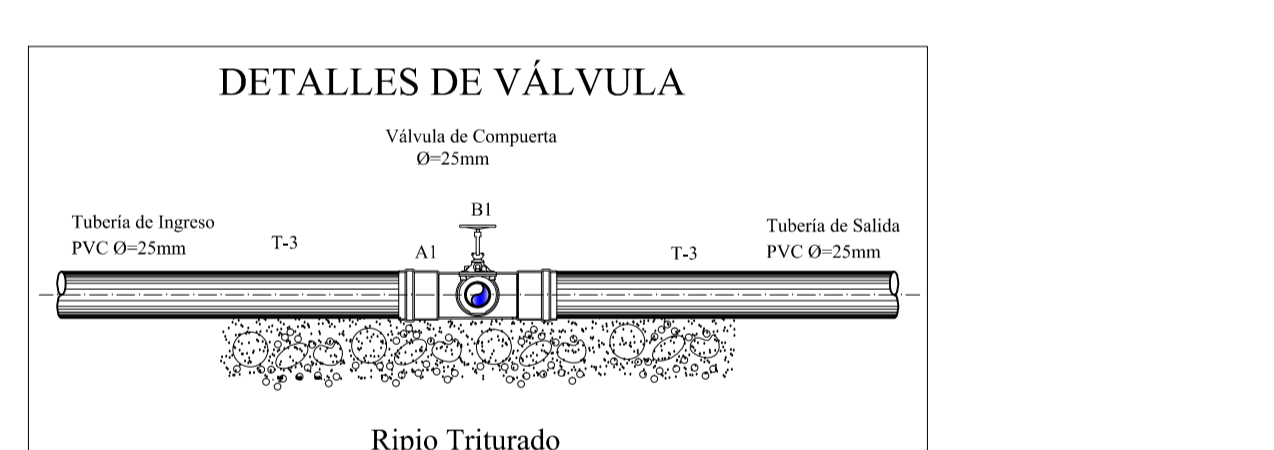 DETALLES DE VÁLVULA
Válvula de Compuerta
Ø=25mm
B1
Tubería de Ingreso
PVC Ø=25mm
T-3
A1
T-3
Tubería de Salida
PVC Ø=25mm
Ripio Triturado